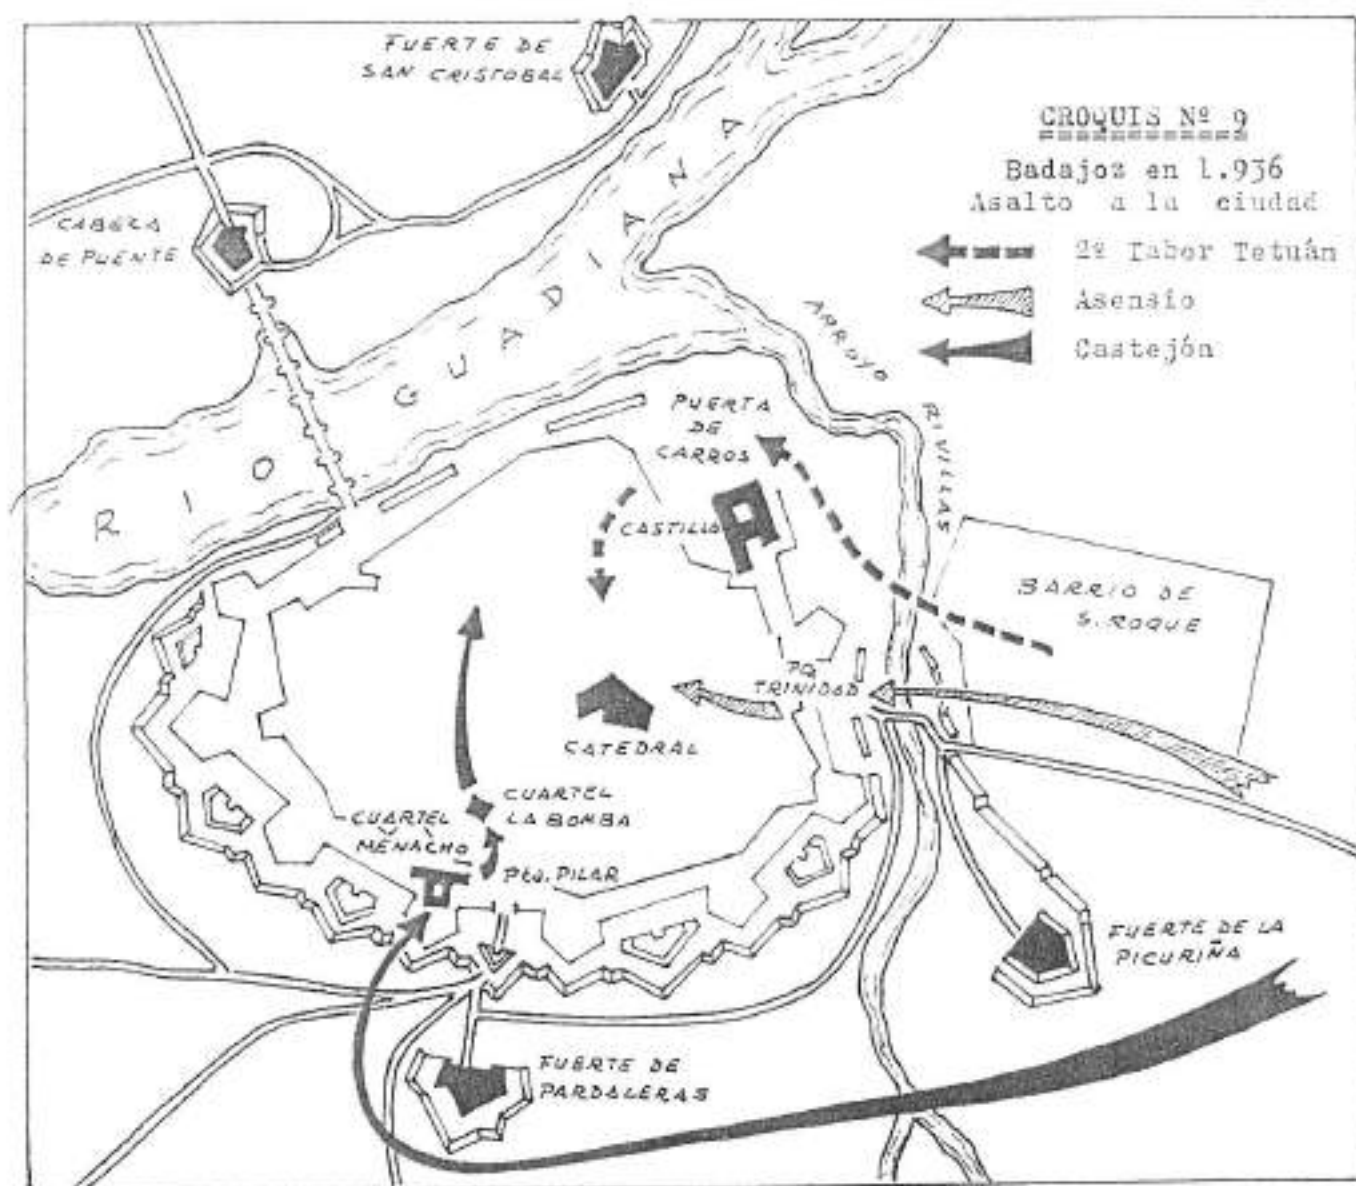 FUERTE DE
SAN CRISTOBAL
CROQUIS Nº 9
Badajoz en 1.936
Asalto a la ciudad
2º Tabor Tetuán
Asensio
Castejón
CABEZA
DE PUENTE
RIO GUADIANA
ARROYO RIVILLAS
PUERTA
DE
CARROS
CASTILLO
BARRIO DE
S. ROQUE
PTA
TRINIDAD
CATEDRAL
CUARTEL
LA BOMBA
CUARTEL
MENACHO
Pta. PILAR
FUERTE DE LA
PICURIÑA
FUERTE DE
PARDALERAS